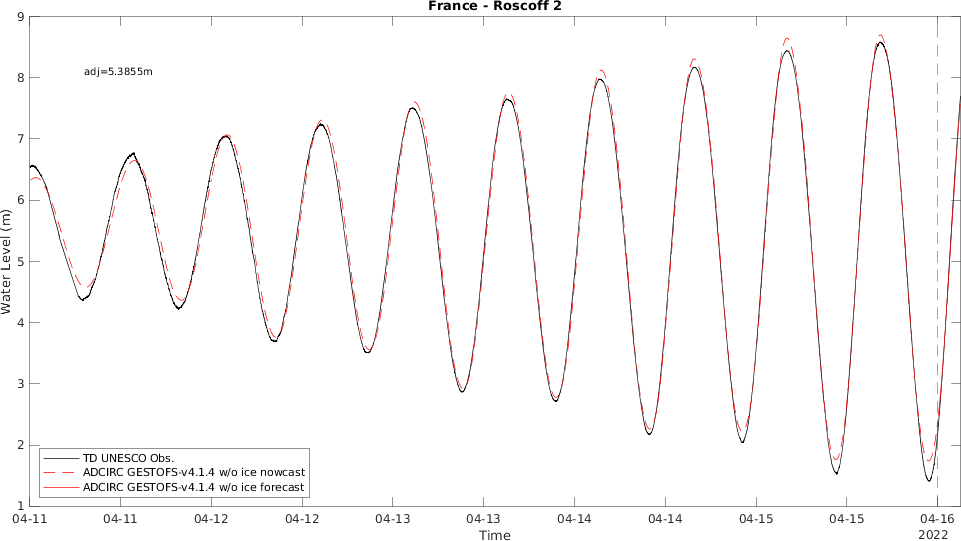 France - Roscoff 2
9
8
7
6
5
4
3
2
1
Water Level (m)
adj=5.3855m
TD UNESCO Obs.
ADCIRC GESTOFS-v4.1.4 w/o ice nowcast
ADCIRC GESTOFS-v4.1.4 w/o ice forecast
04-11 04-11 04-12 04-12 04-13 04-13 04-14 04-14 04-15 04-15 04-16
2022
Time